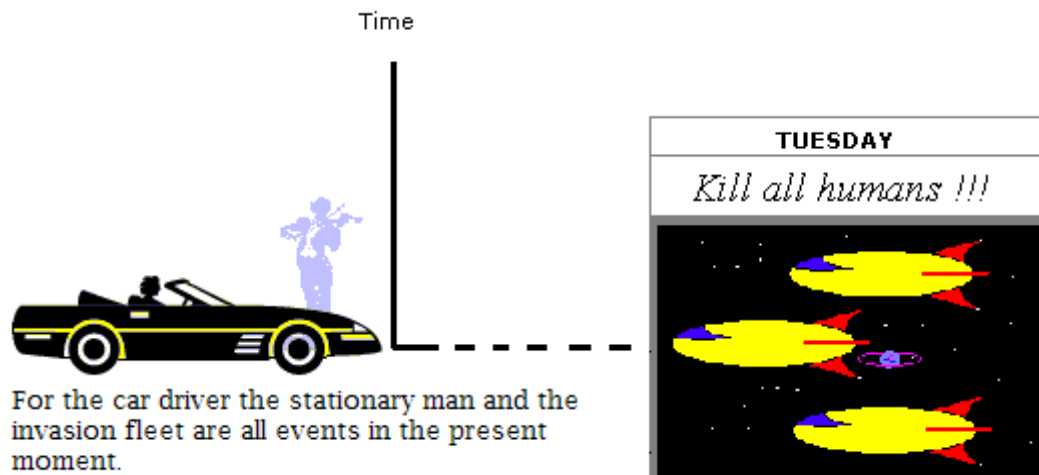 Time
TUESDAY
Kill all humans !!!
For the car driver the stationary man and the
invasion fleet are all events in the present
moment.